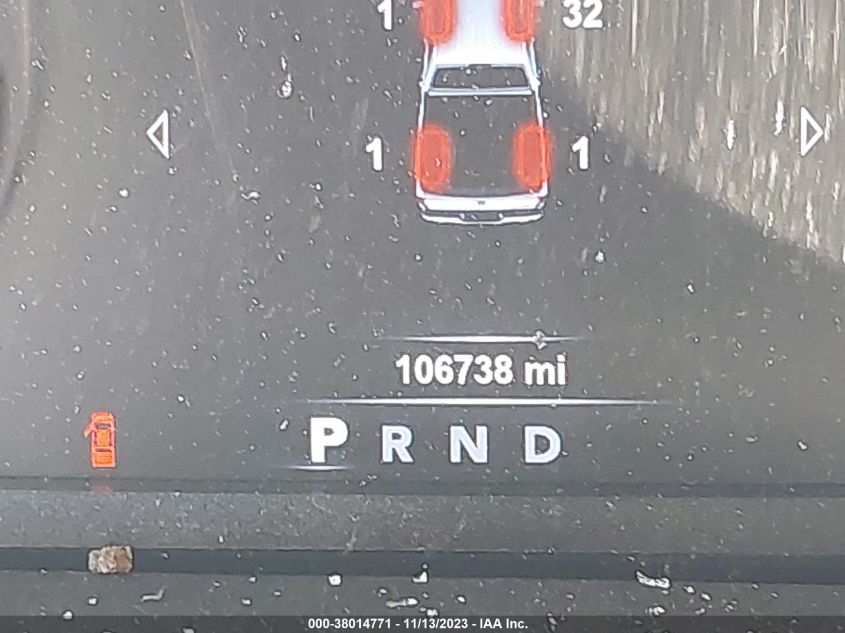 1 32
1 1
106738 mi
P R N D
000-38014771 - 11/13/2023 - IAA Inc.